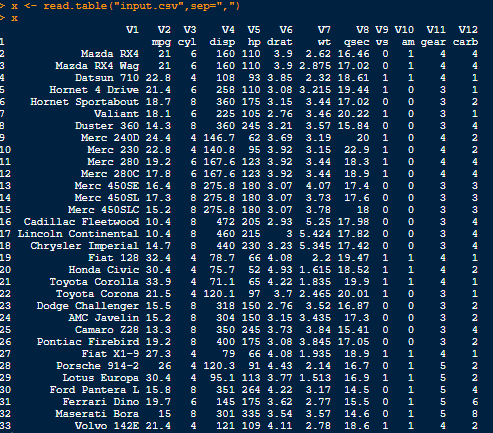 > x <- read.table("input.csv",sep=",")
> x
V1 V2 V3 V4 V5 V6 V7 V8 V9 V10 V11 V12
1 mpg cyl disp hp drat wt qsec vs am gear carb
2 Mazda RX4 21 6 160 110 3.9 2.62 16.46 0 1 4 4
3 Mazda RX4 Wag 21 6 160 110 3.9 2.875 17.02 0 1 4 4
4 Datsun 710 22.8 4 108 93 3.85 2.32 18.61 1 1 4 1
5 Hornet 4 Drive 21.4 6 258 110 3.08 3.215 19.44 1 0 3 1
6 Hornet Sportabout 18.7 8 360 175 3.15 3.44 17.02 0 0 3 2
7 Valiant 18.1 6 225 105 2.76 3.46 20.22 1 0 3 1
8 Duster 360 14.3 8 360 245 3.21 3.57 15.84 0 0 3 4
9 Merc 240D 24.4 4 146.7 62 3.69 3.19 20 1 0 4 2
10 Merc 230 22.8 4 140.8 95 3.92 3.15 22.9 1 0 4 2
11 Merc 280 19.2 6 167.6 123 3.92 3.44 18.3 1 0 4 4
12 Merc 280C 17.8 6 167.6 123 3.92 3.44 18.9 1 0 4 4
13 Merc 450SE 16.4 8 275.8 180 3.07 4.07 17.4 0 0 3 3
14 Merc 450SL 17.3 8 275.8 180 3.07 3.73 17.6 0 0 3 3
15 Merc 450SLC 15.2 8 275.8 180 3.07 3.78 18 0 0 3 3
16 Cadillac Fleetwood 10.4 8 472 205 2.93 5.25 17.98 0 0 3 4
17 Lincoln Continental 10.4 8 460 215 3 5.424 17.82 0 0 3 4
18 Chrysler Imperial 14.7 8 440 230 3.23 5.345 17.42 0 0 3 4
19 Fiat 128 32.4 4 78.7 66 4.08 2.2 19.47 1 1 4 1
20 Honda Civic 30.4 4 75.7 52 4.93 1.615 18.52 1 1 4 2
21 Toyota Corolla 33.9 4 71.1 65 4.22 1.835 19.9 1 1 4 1
22 Toyota Corona 21.5 4 120.1 97 3.7 2.465 20.01 1 0 3 1
23 Dodge Challenger 15.5 8 318 150 2.76 3.52 16.87 0 0 3 2
24 AMC Javelin 15.2 8 304 150 3.15 3.435 17.3 0 0 3 2
25 Camaro Z28 13.3 8 350 245 3.73 3.84 15.41 0 0 3 4
26 Pontiac Firebird 19.2 8 400 175 3.08 3.845 17.05 0 0 3 2
27 Fiat X1-9 27.3 4 79 66 4.08 1.935 18.9 1 1 4 1
28 Porsche 914-2 26 4 120.3 91 4.43 2.14 16.7 0 1 5 2
29 Lotus Europa 30.4 4 95.1 113 3.77 1.513 16.9 1 1 5 2
30 Ford Pantera L 15.8 8 351 264 4.22 3.17 14.5 0 1 5 4
31 Ferrari Dino 19.7 6 145 175 3.62 2.77 15.5 0 1 5 6
32 Maserati Bora 15 8 301 335 3.54 3.57 14.6 0 1 5 8
33 Volvo 142E 21.4 4 121 109 4.11 2.78 18.6 1 1 4 2